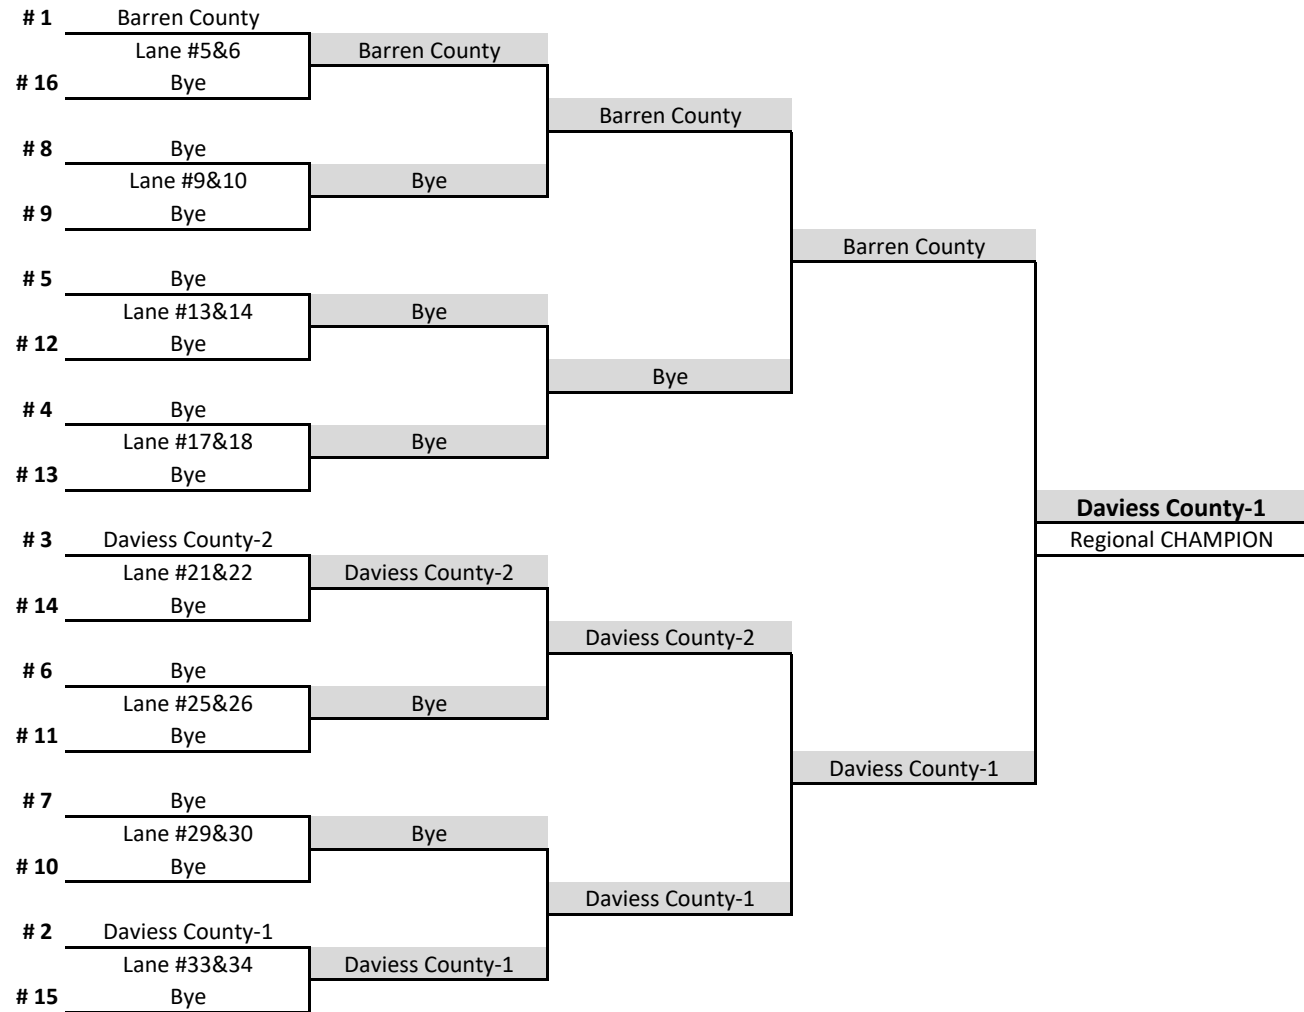 # 1 Barren County
Lane #5&6 Barren County
# 16 Bye
Barren County
# 8 Bye
Lane #9&10 Bye
# 9 Bye
Barren County
# 5 Bye
Lane #13&14 Bye
# 12 Bye
Bye
# 4 Bye
Lane #17&18 Bye
# 13 Bye
Daviess County-1
# 3 Daviess County-2 Regional CHAMPION
Lane #21&22 Daviess County-2
# 14 Bye
Daviess County-2
# 6 Bye
Lane #25&26 Bye
# 11 Bye
Daviess County-1
# 7 Bye
Lane #29&30 Bye
# 10 Bye
Daviess County-1
# 2 Daviess County-1
Lane #33&34 Daviess County-1
# 15 Bye